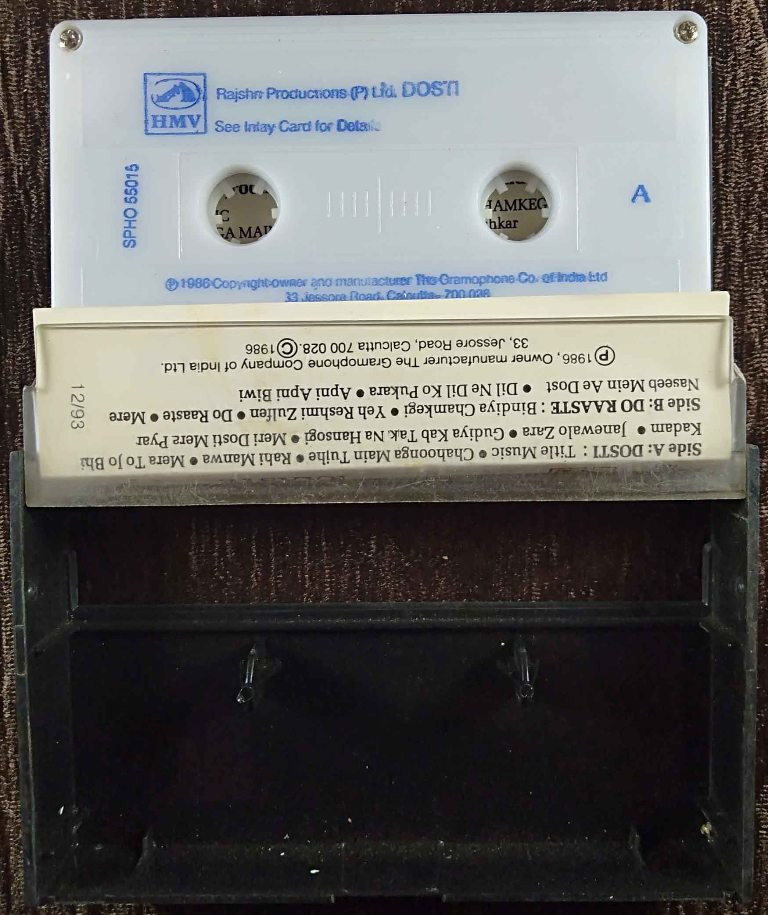 HMV
Rajshri Productions (P) Ltd. DOSTI
See Inlay Card for Details
SPHO 55015
A
HAMKEG
hkar
GA MAI
℗ 1986 Copyright owner and manufacturer The Gramophone Co. of India Ltd
33 Jessore Road, Calcutta- 700 028
Side A: DOSTI : Title Music • Chahoonga Main Tujhe • Rahi Manwa • Mera To Jo Bhi
Kadam • Janewalo Zara • Gudiya Kab Tak Na Hansogi • Meri Dosti Mera Pyar
Side B: DO RAASTE : Bindiya Chamkegi • Yeh Reshmi Zulfen • Do Raaste • Mere
Naseeb Mein Ae Dost • Dil Ne Dil Ko Pukara • Apni Apni Biwi
℗ 1986, Owner manufacturer The Gramophone Company of India Ltd.
33, Jessore Road, Calcutta 700 028. © 1986
12/93